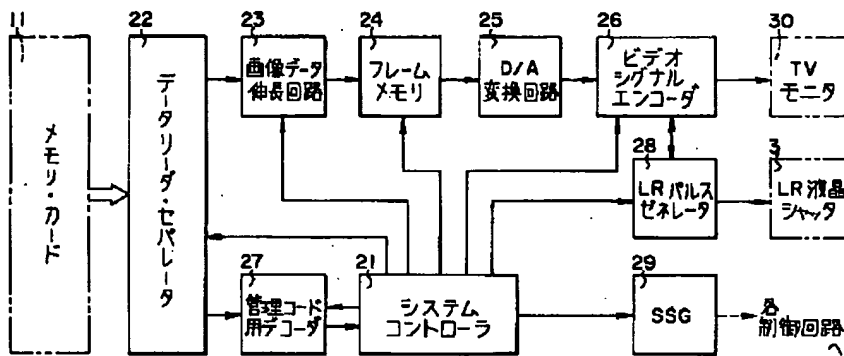 11
メモリ・カード
22
データリーダ・セパレータ
23
画像データ
伸長回路
24
フレーム
メモリ
25
D/A
変換回路
26
ビデオ
シグナル
エンコーダ
30
TV
モニタ
28
LRパルス
ゼネレータ
3
LR液晶
シャッタ
27
管理コード
用デコーダ
21
システム
コントローラ
29
SSG
各
制御回路
へ